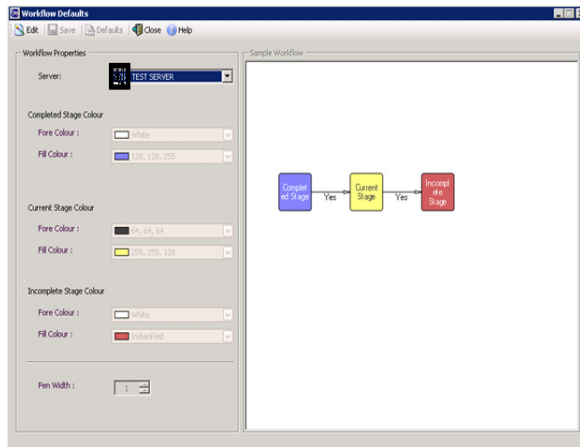 Workflow Defaults
Edit Save Defaults Close Help
Workflow Properties
Server: TEST SERVER
Completed Stage Colour
Fore Colour : White
Fill Colour : 128, 128, 255
Current Stage Colour
Fore Colour : 64, 64, 64
Fill Colour : 255, 255, 128
Incomplete Stage Colour
Fore Colour : White
Fill Colour : IndianRed
Pen Width : 1
Sample Workflow
Complet
ed Stage
Yes
Current
Stage
Yes
Incompl
ete
Stage